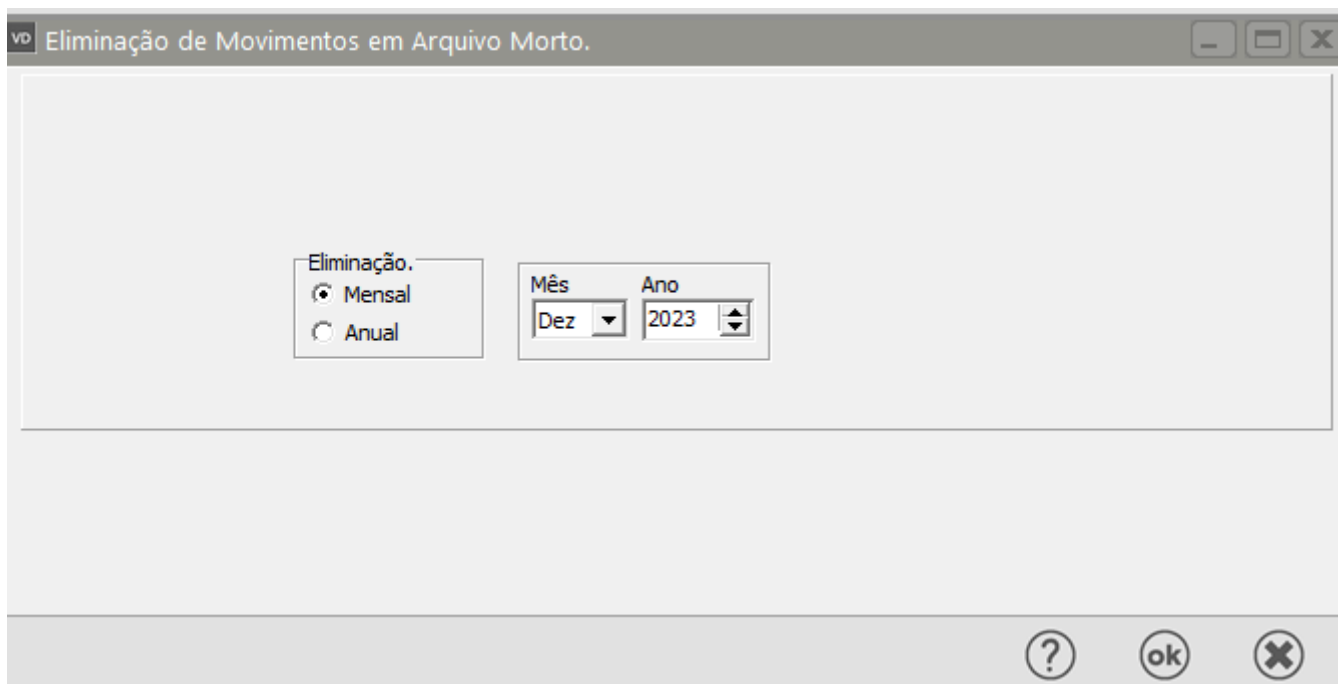 VD Eliminação de Movimentos em Arquivo Morto.
Eliminação.
Mensal
Anual
Mês Ano
Dez 2023
? ok